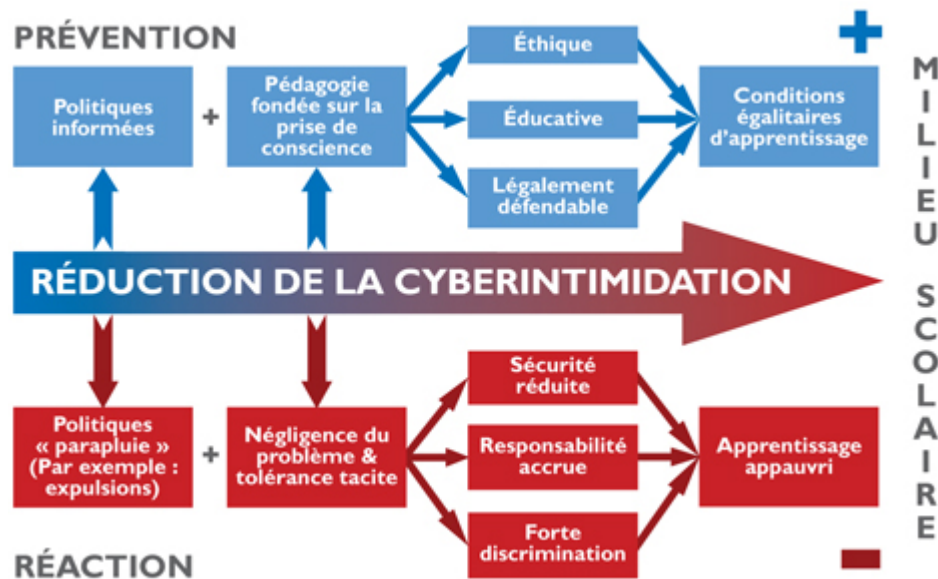 PRÉVENTION
Politiques
informées
+
Pédagogie
fondée sur la
prise de
conscience
Éthique
Éducative
Légalement
défendable
Conditions
égalitaires
d'apprentissage
RÉDUCTION DE LA CYBERINTIMIDATION
Politiques
« parapluie »
(Par exemple :
expulsions)
+
Négligence du
problème &
tolérance tacite
Sécurité
réduite
Responsabilité
accrue
Forte
discrimination
Apprentissage
appauvri
RÉACTION
MILIEU SCOLAIRE